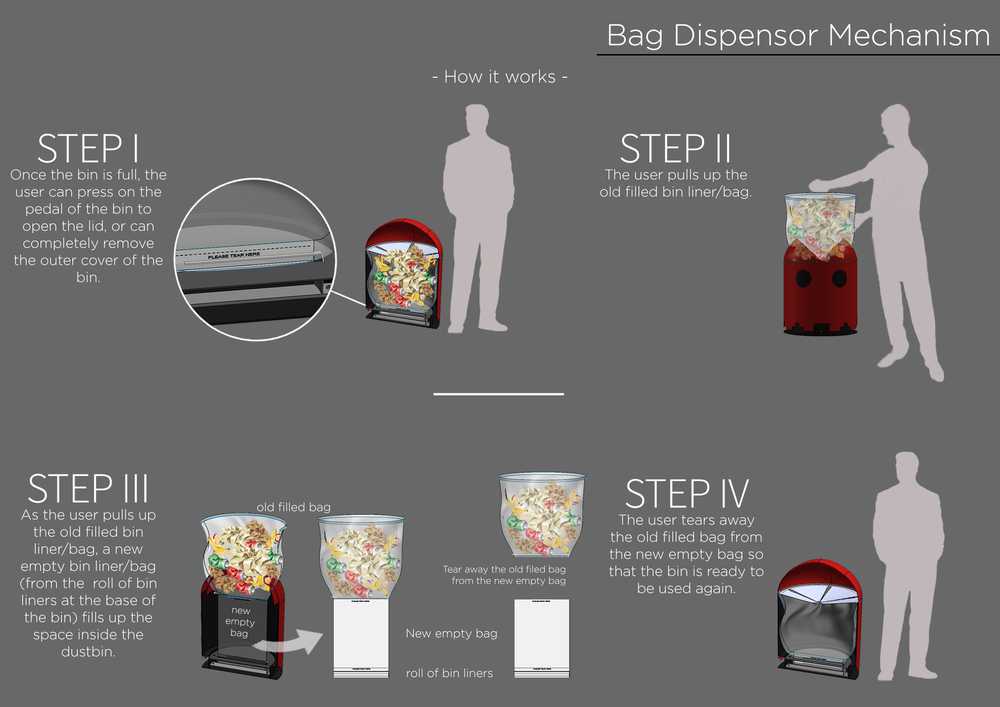 Bag Dispensor Mechanism
- How it works -
STEP I
Once the bin is full, the
user can press on the
pedal of the bin to
open the lid, or can
completely remove
the outer cover of the
bin.
PLEASE TEAR HERE
STEP II
The user pulls up the
old filled bin liner/bag.
STEP III
As the user pulls up
the old filled bin
liner/bag, a new
empty bin liner/bag
(from the roll of bin
liners at the base of
the bin) fills up the
space inside the
dustbin.
old filled bag
new
empty
bag
Tear away the old filed bag
from the new empty bag
New empty bag
roll of bin liners
STEP IV
The user tears away
the old filled bag from
the new empty bag so
that the bin is ready to
be used again.